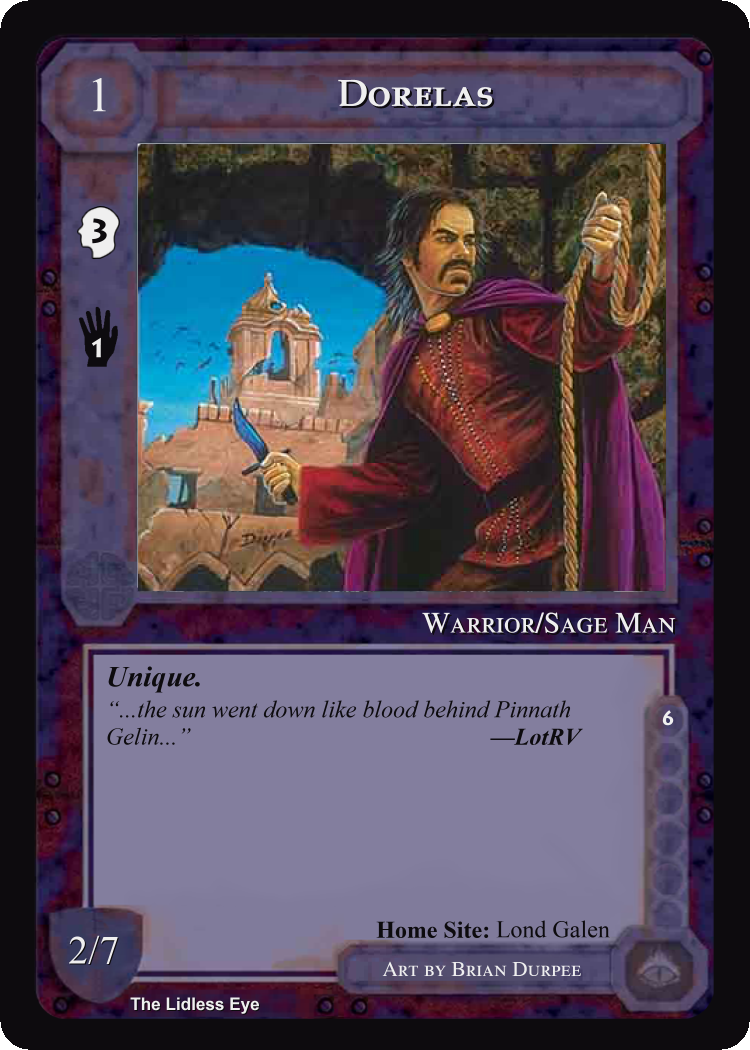 1
Dorelas
3
1
Warrior/Sage Man
Unique.
“...the sun went down like blood behind Pinnath
Gelin...” —LotRV
6
Home Site: Lond Galen
2/7
Art by Brian Durpee
The Lidless Eye